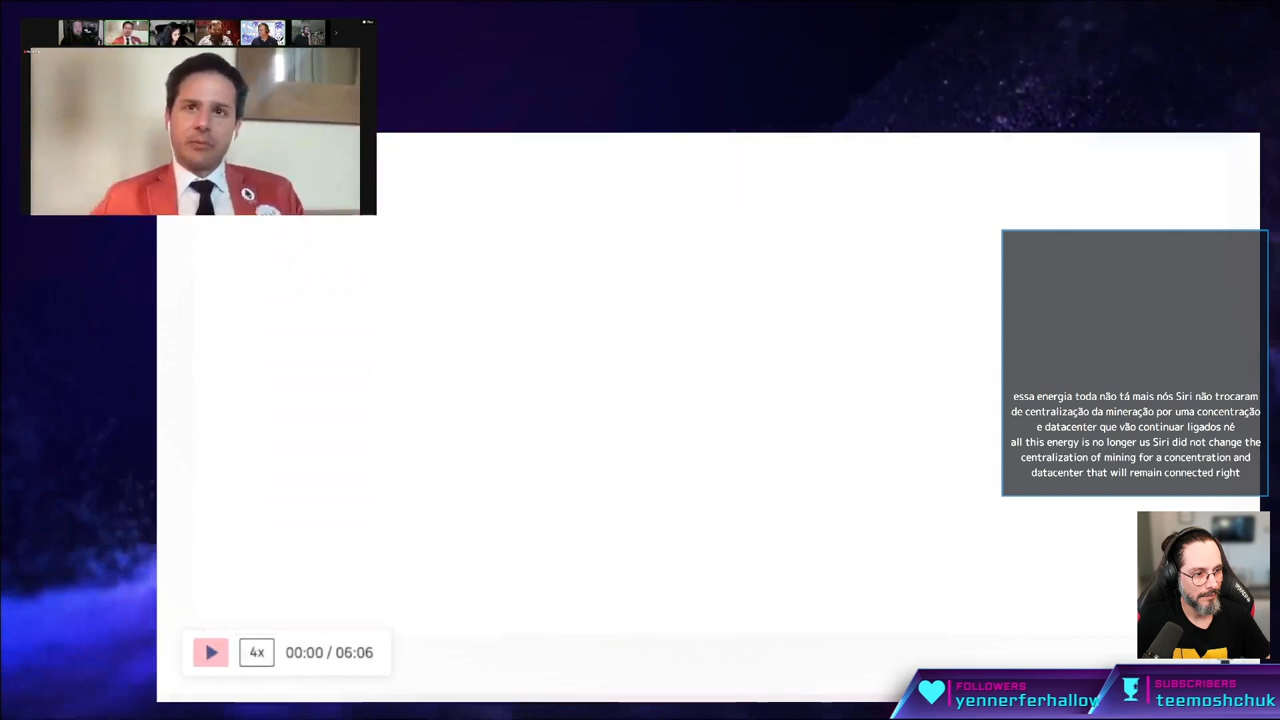 essa energia toda não tá mais nós Siri não trocaram
de centralização da mineração por uma concentração
e datacenter que vão continuar ligados né
all this energy is no longer us Siri did not change the
centralization of mining for a concentration and
datacenter that will remain connected right
4x
00:00 / 06:06
FOLLOWERS
yennerferhallow
SUBSCRIBERS
teemoshchuk